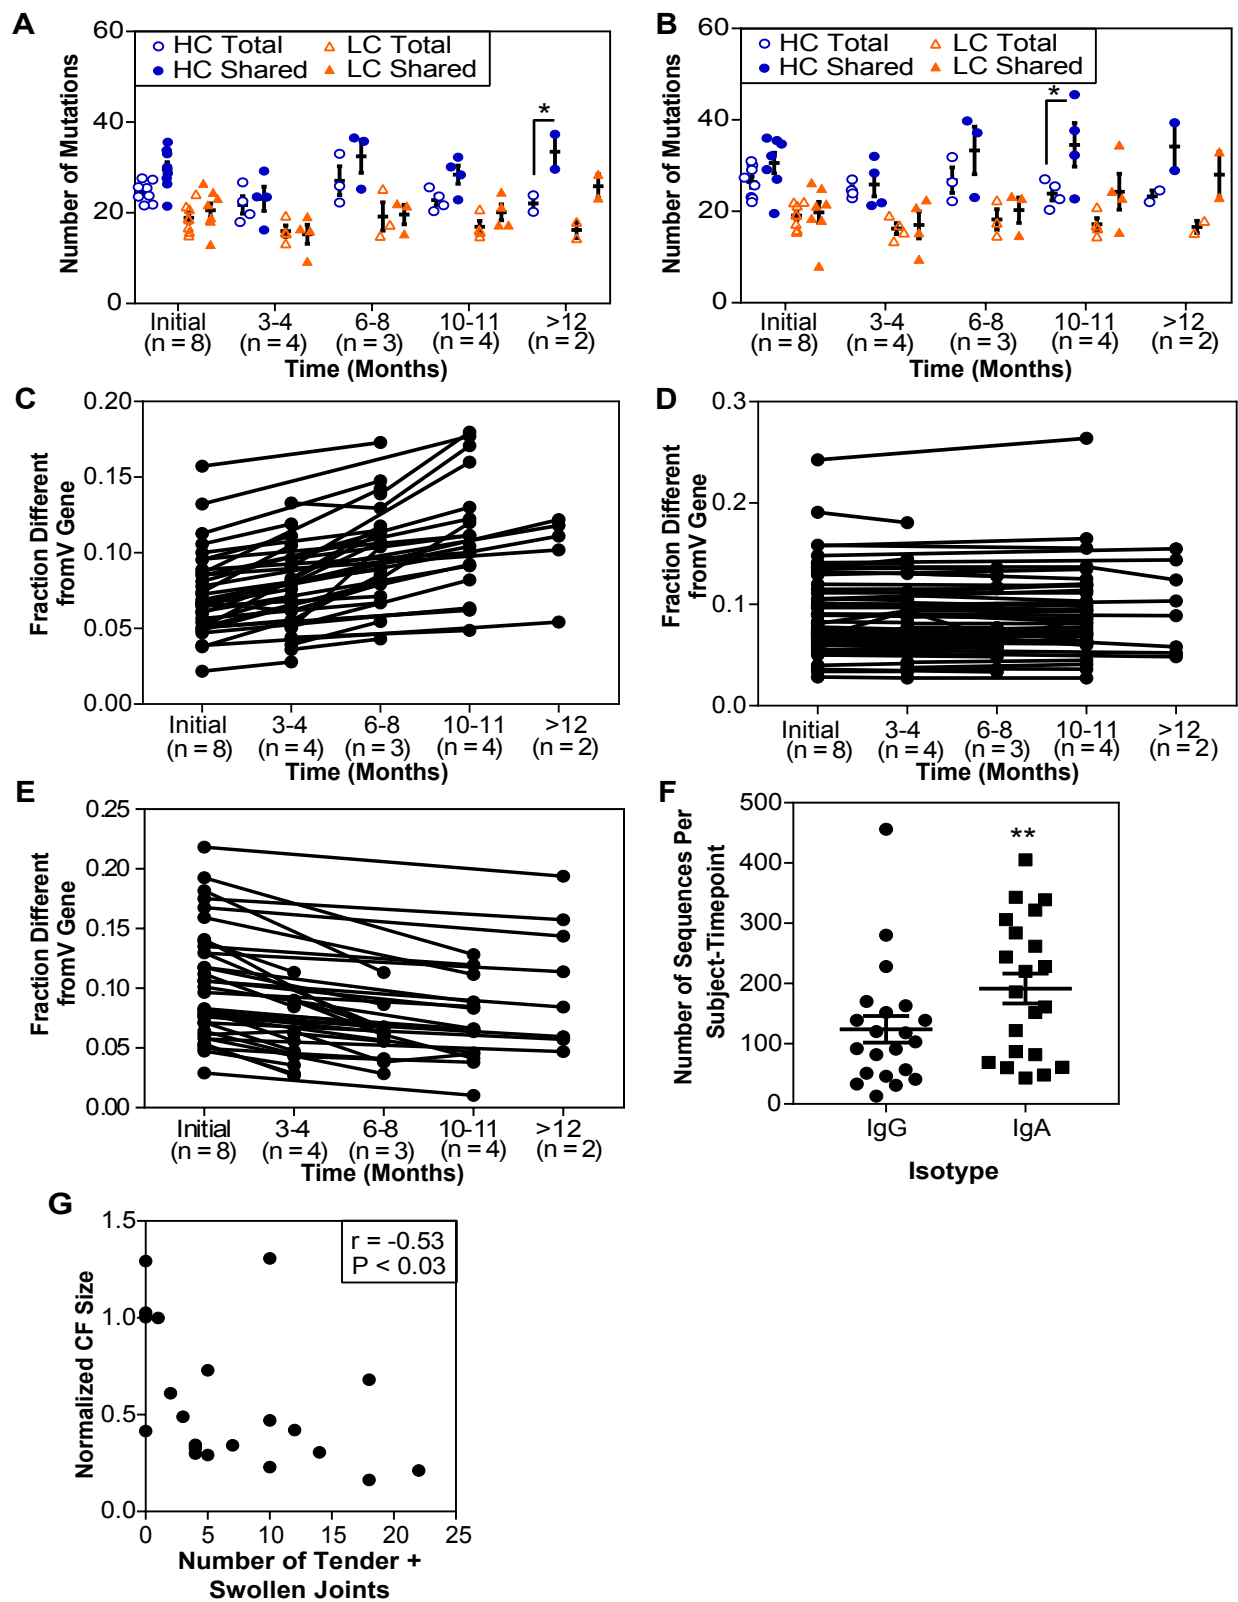 A
Number of Mutations
60
40
20
0
HC Total
LC Total
HC Shared
LC Shared
*
Initial
3-4
6-8
10-11
>12
(n = 8)
(n = 4)
(n = 3)
(n = 4)
(n = 2)
Time (Months)
B
Number of Mutations
60
40
20
0
HC Total
LC Total
HC Shared
LC Shared
*
Initial
3-4
6-8
10-11
>12
(n = 8)
(n = 4)
(n = 3)
(n = 4)
(n = 2)
Time (Months)
C
Fraction Different
fromV Gene
0.20
0.15
0.10
0.05
0.00
Initial
3-4
6-8
10-11
>12
(n = 8)
(n = 4)
(n = 3)
(n = 4)
(n = 2)
Time (Months)
D
Fraction Different
fromV Gene
0.3
0.2
0.1
0.0
Initial
3-4
6-8
10-11
>12
(n = 8)
(n = 4)
(n = 3)
(n = 4)
(n = 2)
Time (Months)
E
Fraction Different
fromV Gene
0.25
0.20
0.15
0.10
0.05
0.00
Initial
3-4
6-8
10-11
>12
(n = 8)
(n = 4)
(n = 3)
(n = 4)
(n = 2)
Time (Months)
F
Number of Sequences Per
Subject-Timepoint
500
400
300
200
100
0
**
IgG
IgA
Isotype
G
Normalized CF Size
1.5
1.0
0.5
0.0
r = -0.53
P < 0.03
0
5
10
15
20
25
Number of Tender +
Swollen Joints